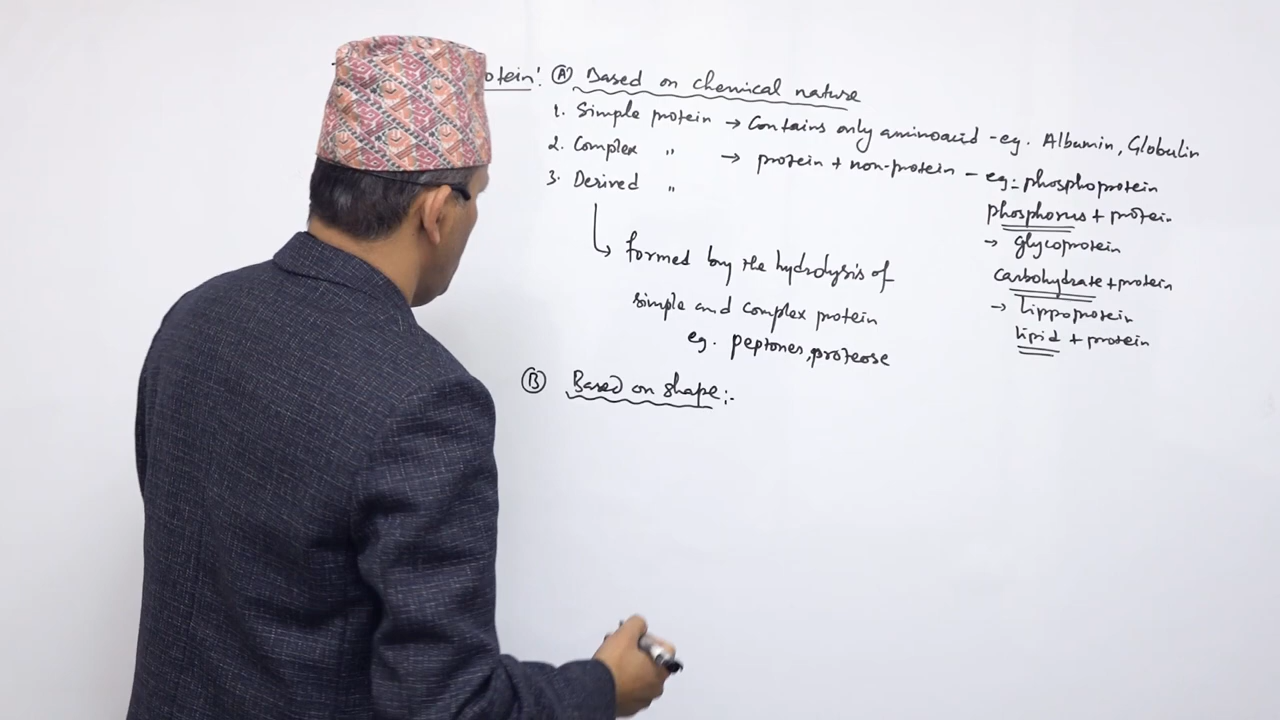 otein: Ⓐ Based on chemical nature
1. Simple protein → Contains only aminoacid - eg. Albumin, Globulin
2. Complex " → protein + non-protein - eg:- phosphoprotein
phosphorus + protein
3. Derived "
→ glycoprotein
carbohydrate + protein
→ lippoprotein
lipid + protein
↳ formed by the hydrolysis of
simple and complex protein
eg. peptones, proteose
Ⓑ Based on shape:-